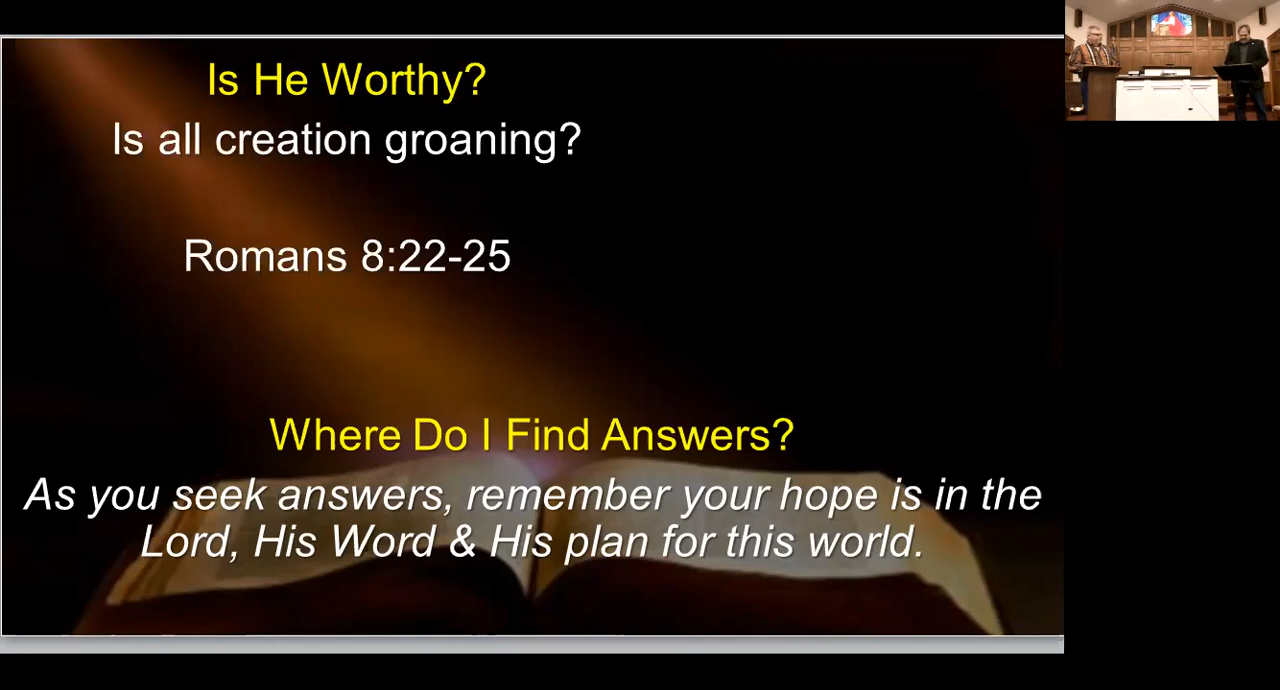 Is He Worthy?
Is all creation groaning?
Romans 8:22-25
Where Do I Find Answers?
As you seek answers, remember your hope is in the
Lord, His Word & His plan for this world.